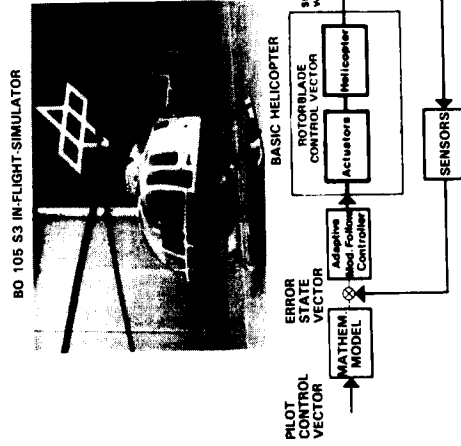 BO 105 S3 IN-FLIGHT-SIMULATOR
BASIC HELICOPTER
ROTORBLADE
CONTROL VECTOR
Actuators
Helicopter
ERROR
STATE
VECTOR
Adaptive
Mod. Follow.
Controller
PILOT
CONTROL
VECTOR
MATHEM.
MODEL
SENSORS